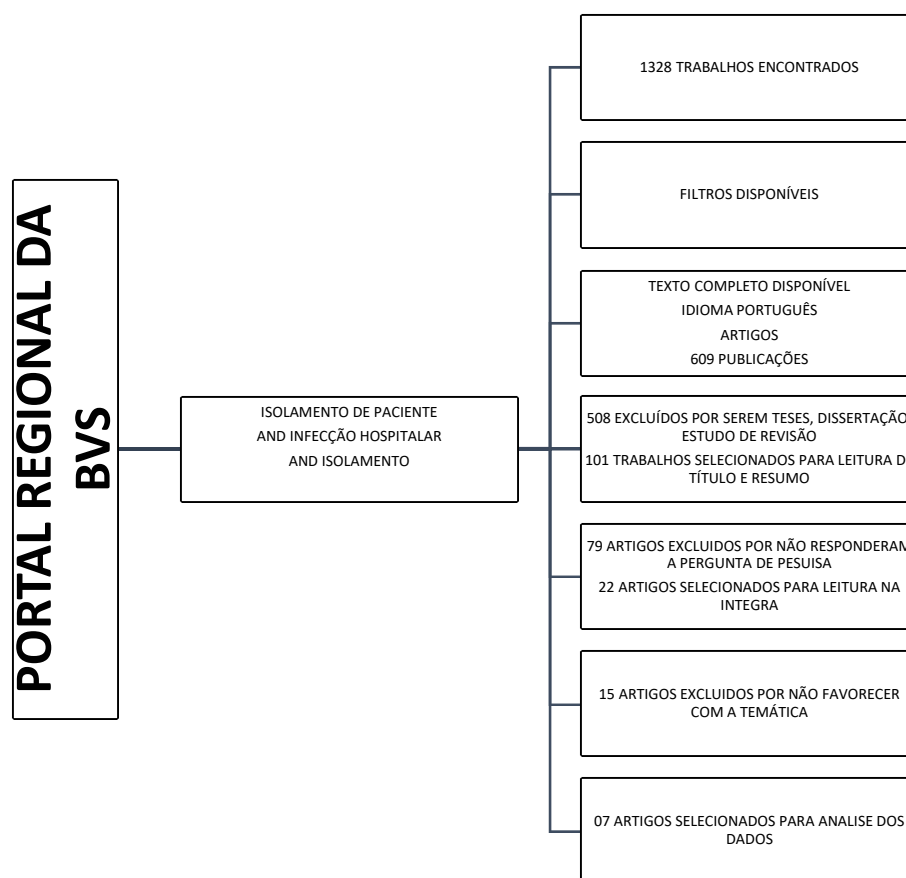 PORTAL REGIONAL DA
BVS
ISOLAMENTO DE PACIENTE
AND INFECÇÃO HOSPITALAR
AND ISOLAMENTO
1328 TRABALHOS ENCONTRADOS
FILTROS DISPONÍVEIS
TEXTO COMPLETO DISPONÍVEL
IDIOMA PORTUGUÊS
ARTIGOS
609 PUBLICAÇÕES
508 EXCLUÍDOS POR SEREM TESES, DISSERTAÇÃO
ESTUDO DE REVISÃO
101 TRABALHOS SELECIONADOS PARA LEITURA D
TÍTULO E RESUMO
79 ARTIGOS EXCLUIDOS POR NÃO RESPONDERAM
A PERGUNTA DE PESUISA
22 ARTIGOS SELECIONADOS PARA LEITURA NA
INTEGRA
15 ARTIGOS EXCLUIDOS POR NÃO FAVORECER
COM A TEMÁTICA
07 ARTIGOS SELECIONADOS PARA ANALISE DOS
DADOS